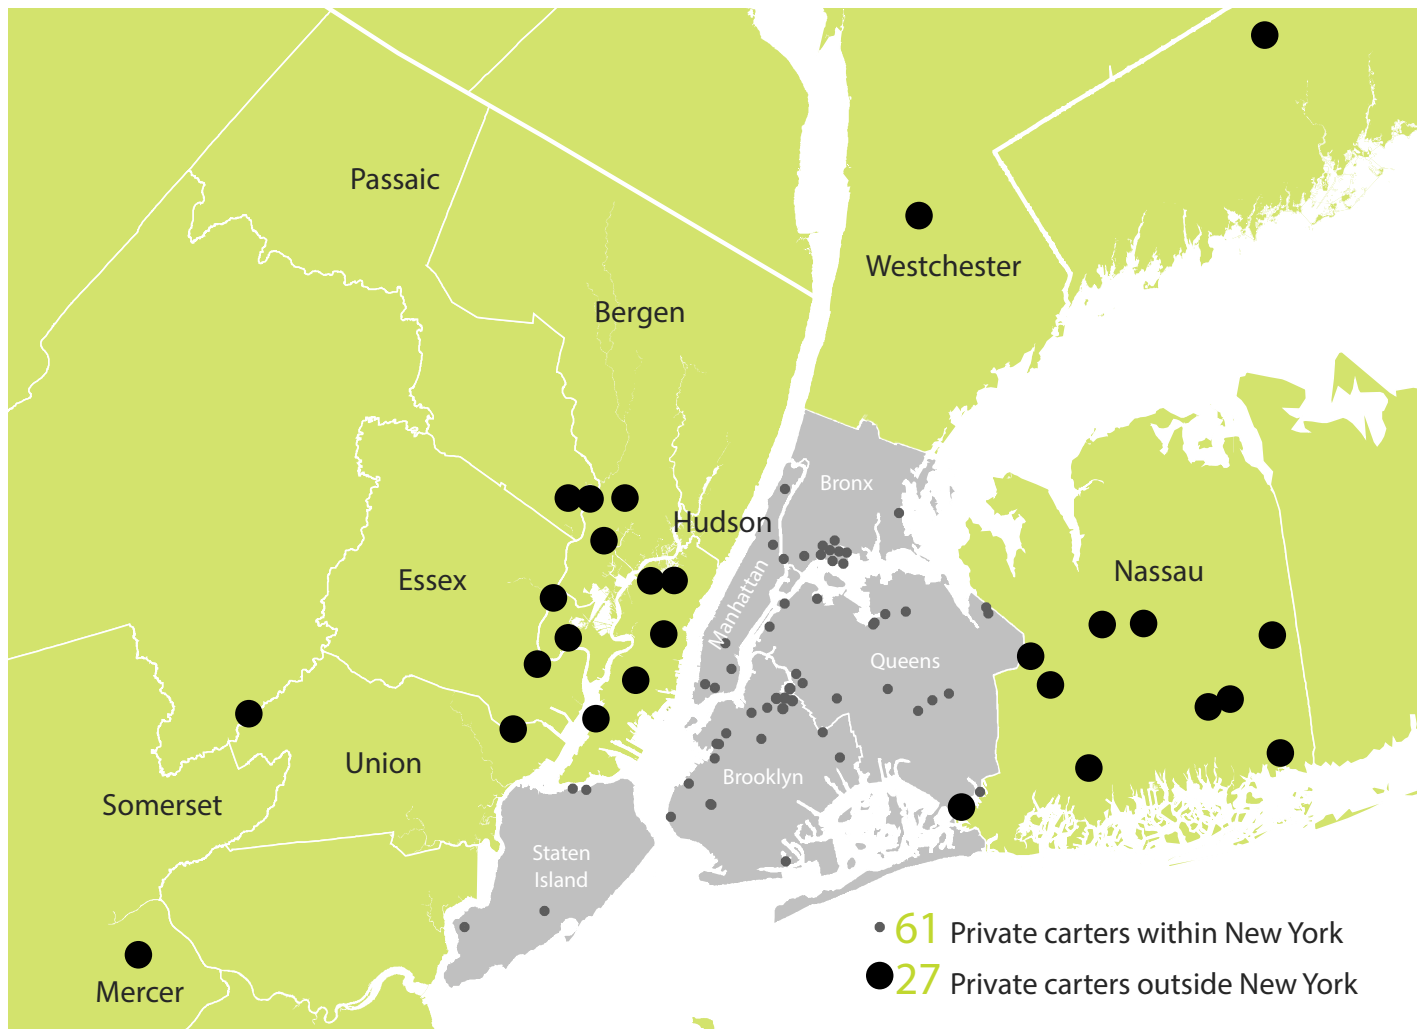 Passaic
Westchester
Bergen
Bronx
Hudson
Essex
Manhattan
Nassau
Queens
Union
Brooklyn
Somerset
Staten
Island
61 Private carters within New York
27 Private carters outside New York
Mercer